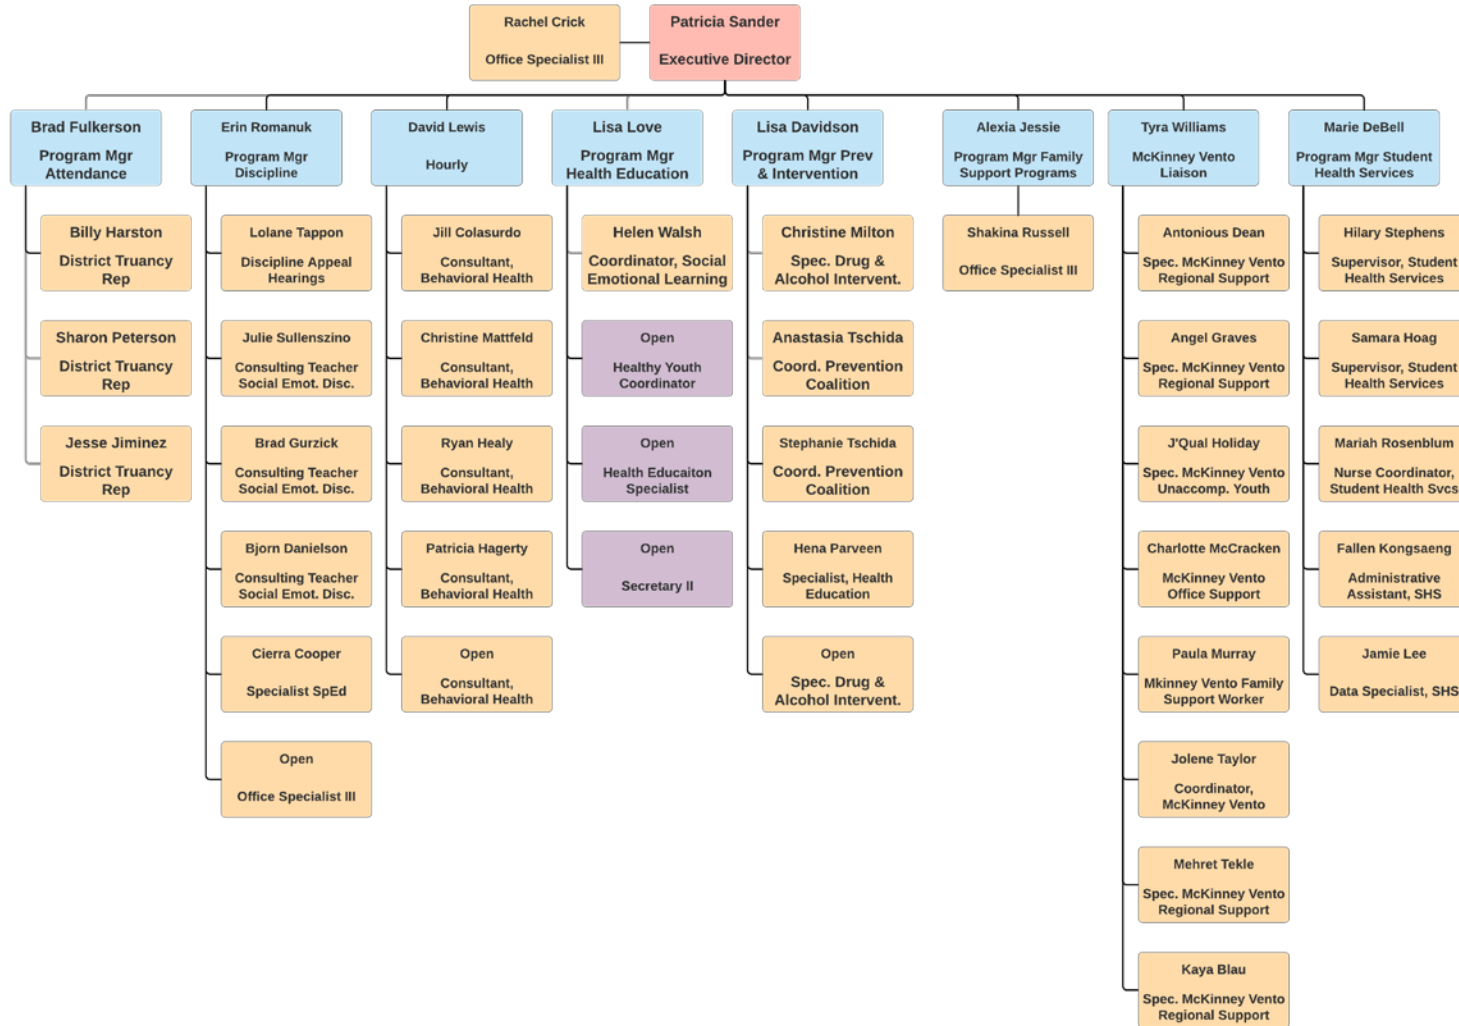 Rachel Crick
Office Specialist III
Patricia Sander
Executive Director
Brad Fulkerson
Program Mgr
Attendance
Billy Harston
District Truancy
Rep
Sharon Peterson
District Truancy
Rep
Jesse Jiminez
District Truancy
Rep
Erin Romanuk
Program Mgr
Discipline
Lolane Tappon
Discipline Appeal
Hearings
Julie Sullenszino
Consulting Teacher
Social Emot. Disc.
Brad Gurzick
Consulting Teacher
Social Emot. Disc.
Bjorn Danielson
Consulting Teacher
Social Emot. Disc.
Cierra Cooper
Specialist SpEd
Open
Office Specialist III
David Lewis
Hourly
Jill Colasurdo
Consultant,
Behavioral Health
Christine Mattfeld
Consultant,
Behavioral Health
Ryan Healy
Consultant,
Behavioral Health
Patricia Hagerty
Consultant,
Behavioral Health
Open
Consultant,
Behavioral Health
Lisa Love
Program Mgr
Health Education
Helen Walsh
Coordinator, Social
Emotional Learning
Open
Healthy Youth
Coordinator
Open
Health Educaiton
Specialist
Open
Secretary II
Lisa Davidson
Program Mgr Prev
& Intervention
Christine Milton
Spec. Drug &
Alcohol Intervent.
Anastasia Tschida
Coord. Prevention
Coalition
Stephanie Tschida
Coord. Prevention
Coalition
Hena Parveen
Specialist, Health
Education
Open
Spec. Drug &
Alcohol Intervent.
Alexia Jessie
Program Mgr Family
Support Programs
Shakina Russell
Office Specialist III
Tyra Williams
McKinney Vento
Liaison
Antonious Dean
Spec. McKinney Vento
Regional Support
Angel Graves
Spec. McKinney Vento
Regional Support
J'Qual Holiday
Spec. McKinney Vento
Unaccomp. Youth
Charlotte McCracken
McKinney Vento
Office Support
Paula Murray
Mkinney Vento Family
Support Worker
Jolene Taylor
Coordinator,
McKinney Vento
Mehret Tekle
Spec. McKinney Vento
Regional Support
Kaya Blau
Spec. McKinney Vento
Regional Support
Marie DeBell
Program Mgr Student
Health Services
Hilary Stephens
Supervisor, Student
Health Services
Samara Hoag
Supervisor, Student
Health Services
Mariah Rosenblum
Nurse Coordinator,
Student Health Svcs
Fallen Kongsaeng
Administrative
Assistant, SHS
Jamie Lee
Data Specialist, SHS